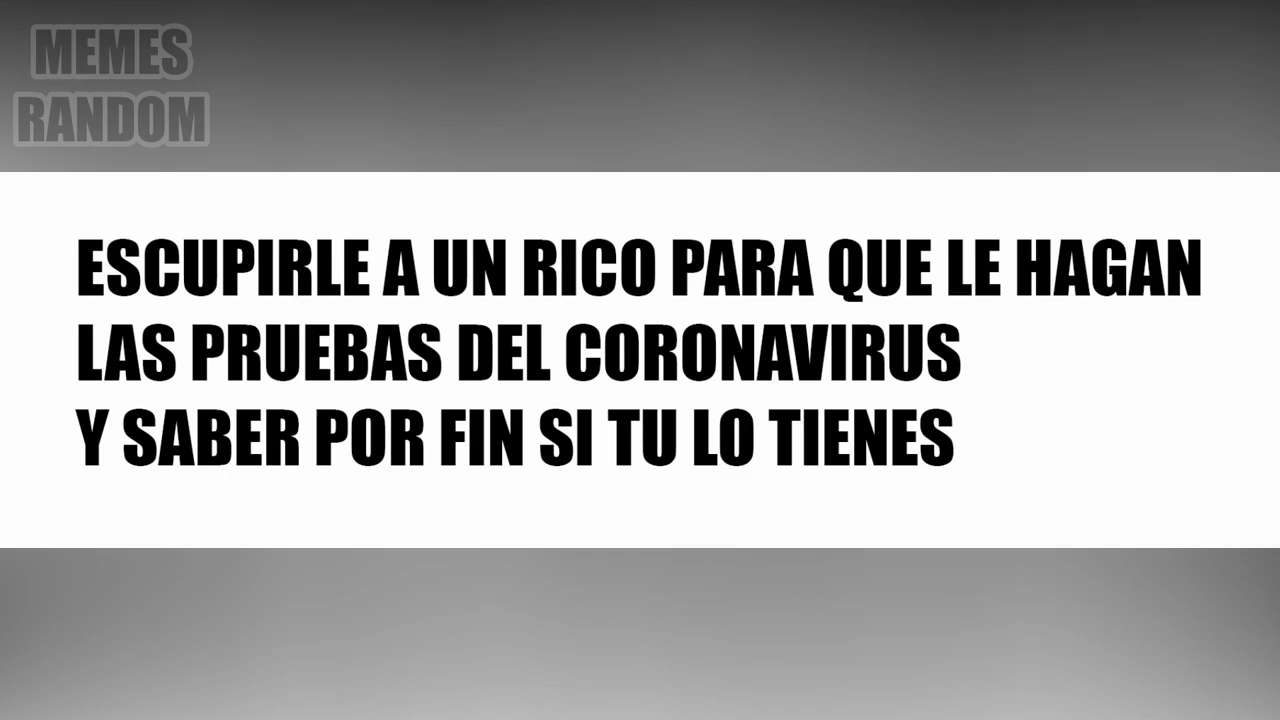 MEMES
RANDOM
ESCUPIRLE A UN RICO PARA QUE LE HAGAN
LAS PRUEBAS DEL CORONAVIRUS
Y SABER POR FIN SI TU LO TIENES